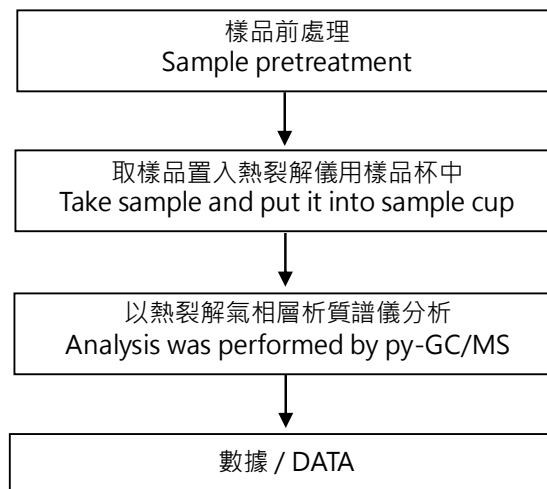 樣品前處理
Sample pretreatment
取樣品置入熱裂解儀用樣品杯中
Take sample and put it into sample cup
以熱裂解氣相層析質譜儀分析
Analysis was performed by py-GC/MS
數據 / DATA